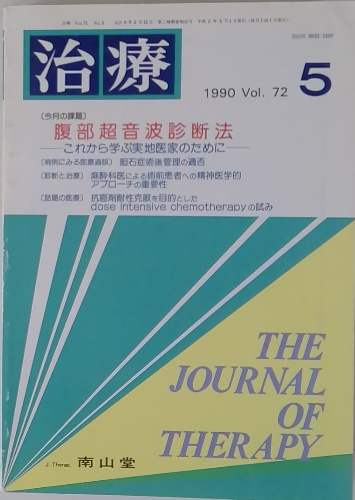 治療
1990 Vol. 72
5
〔今月の課題〕
腹部超音波診断法
――これから学ぶ実地医家のために――
〔病例にみる医療過誤〕 胆石症術後管理の過否
〔診断と治療〕 麻酔科医による術前患者への精神医学的
アプローチの重要性
〔話題の医療〕 抗癌剤耐性克服を目的とした
dose intensive chemotherapyの試み
THE
JOURNAL
OF
THERAPY
J. Therap. 南山堂